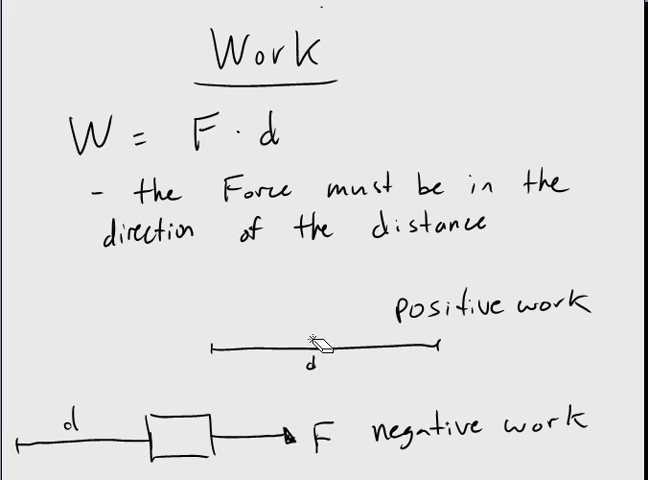 Work
W = F · d
- the Force must be in the
direction of the distance
positive work
d
d
F negative work